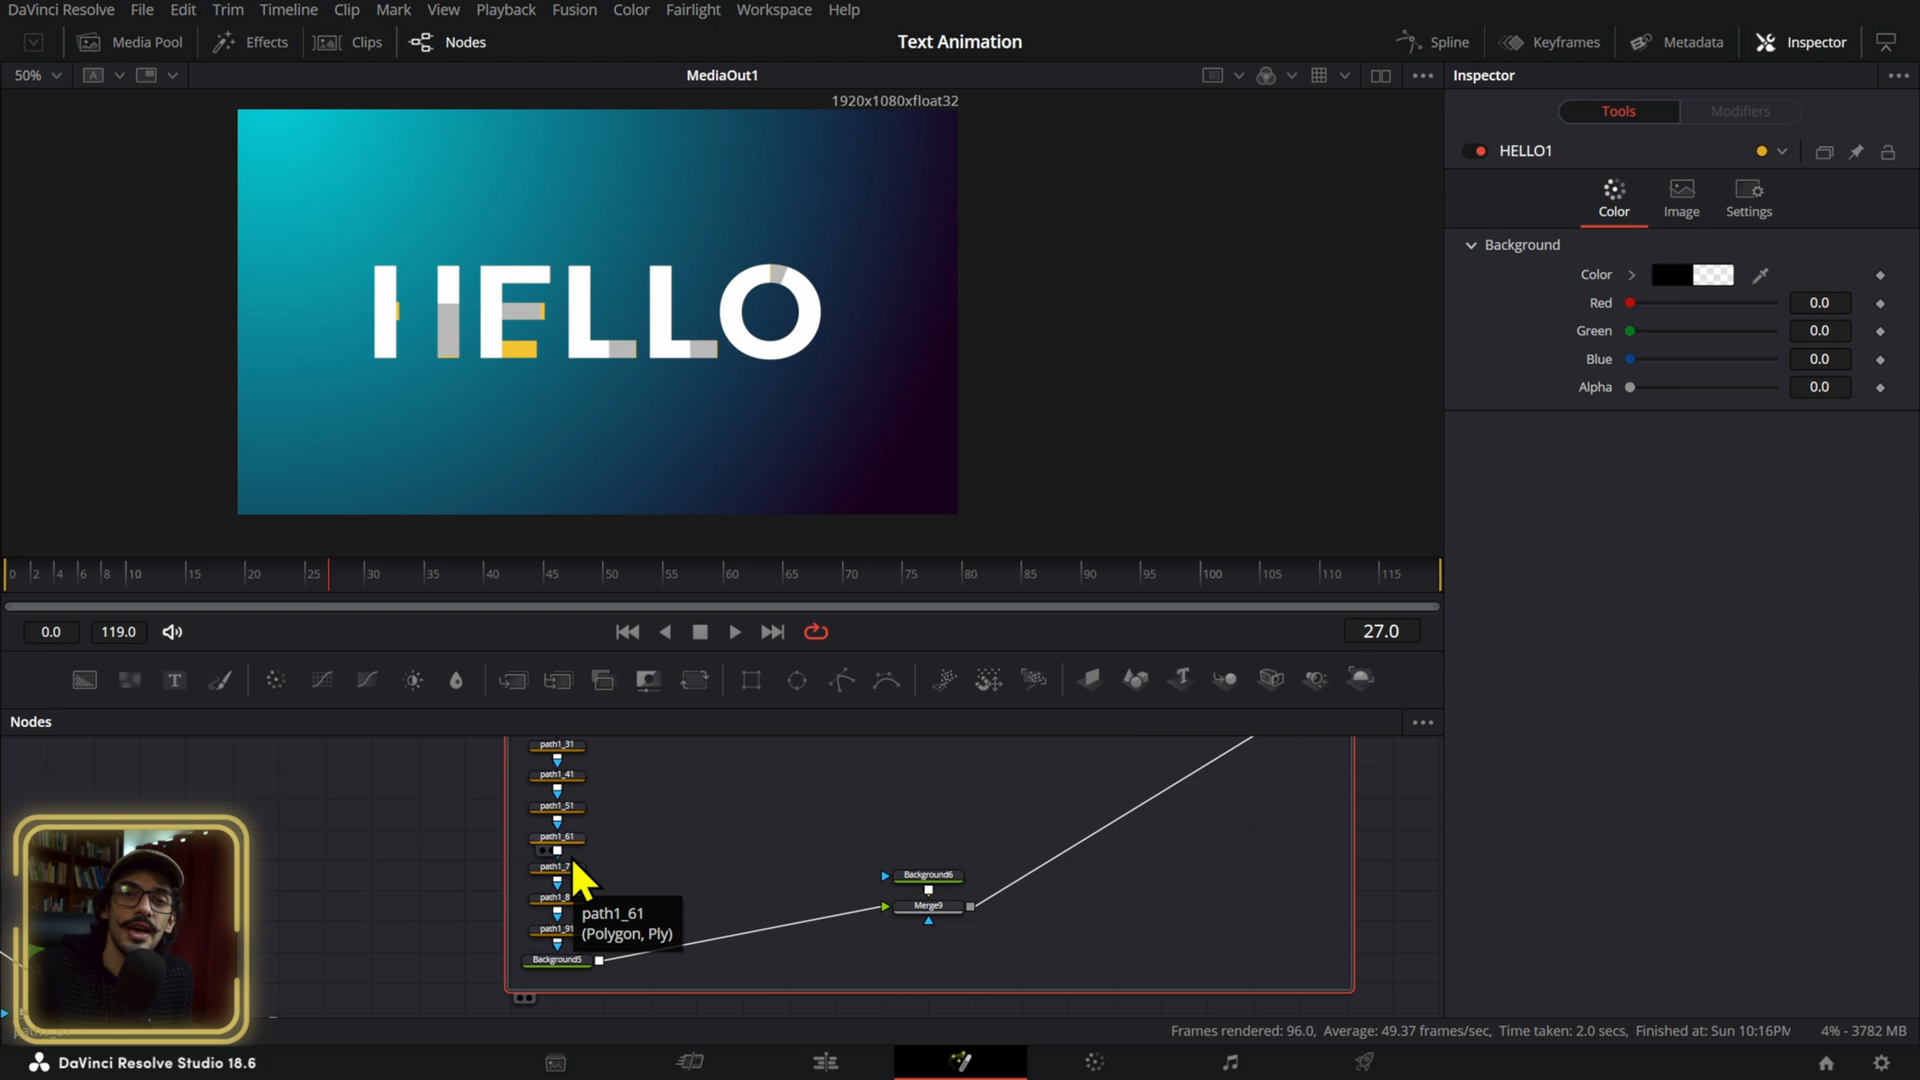 DaVinci Resolve File Edit Trim Timeline Clip Mark View Playback Fusion Color Fairlight Workspace Help
Media Pool Effects Clips Nodes Text Animation Spline Keyframes Metadata Inspector
50% A MediaOut1 Inspector
1920x1080xfloat32
Tools Modifiers
HELLO1
Color Image Settings
Background
Color
Red 0.0
Green 0.0
Blue 0.0
Alpha 0.0
HELLO
0 2 4 6 8 10 15 20 25 30 35 40 45 50 55 60 65 70 75 80 85 90 95 100 105 110 115
0.0 119.0 27.0
T T
Nodes
path1_31
path1_41
path1_51
path1_61
path1_7
path1_8
path1_91
Background5
path1_61
(Polygon, Ply)
Background6
Merge9
Frames rendered: 96.0, Average: 49.37 frames/sec, Time taken: 2.0 secs, Finished at: Sun 10:16PM 4% - 3782 MB
DaVinci Resolve Studio 18.6